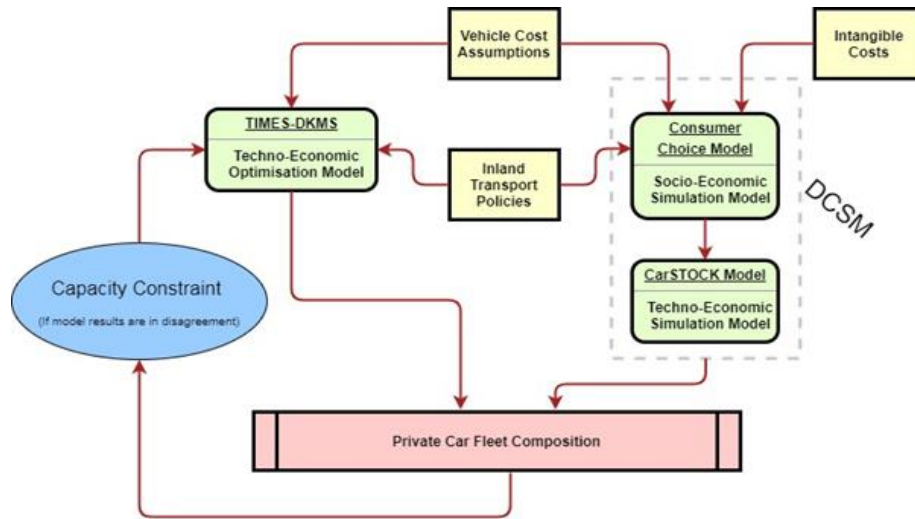 Vehicle Cost
Assumptions
Intangible
Costs
TIMES-DKMS
Techno-Economic
Optimisation Model
Consumer
Choice Model
Socio-Economic
Simulation Model
Inland
Transport
Policies
DCSM
CarSTOCK Model
Techno-Economic
Simulation Model
Capacity Constraint
(If model results are in disagreement)
Private Car Fleet Composition